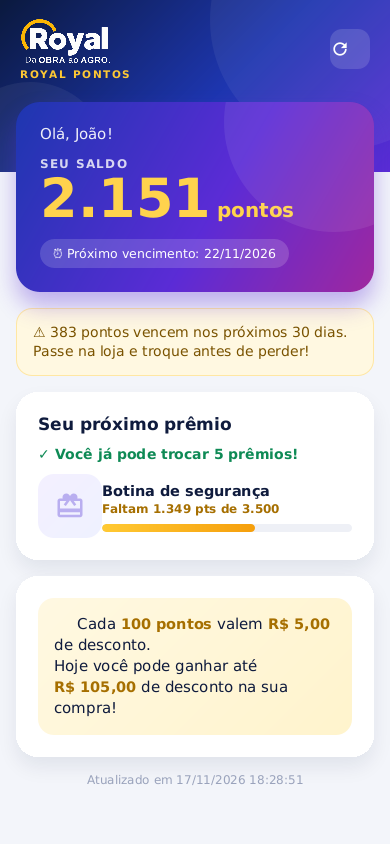 Royal
Da OBRA ao AGRO.
ROYAL PONTOS
Olá, João!
SEU SALDO
2.151 pontos
⏰ Próximo vencimento: 22/11/2026
⚠ 383 pontos vencem nos próximos 30 dias.
Passe na loja e troque antes de perder!
Seu próximo prêmio
✓ Você já pode trocar 5 prêmios!
Botina de segurança
Faltam 1.349 pts de 3.500
Cada 100 pontos valem R$ 5,00
de desconto.
Hoje você pode ganhar até
R$ 105,00 de desconto na sua
compra!
Atualizado em 17/11/2026 18:28:51